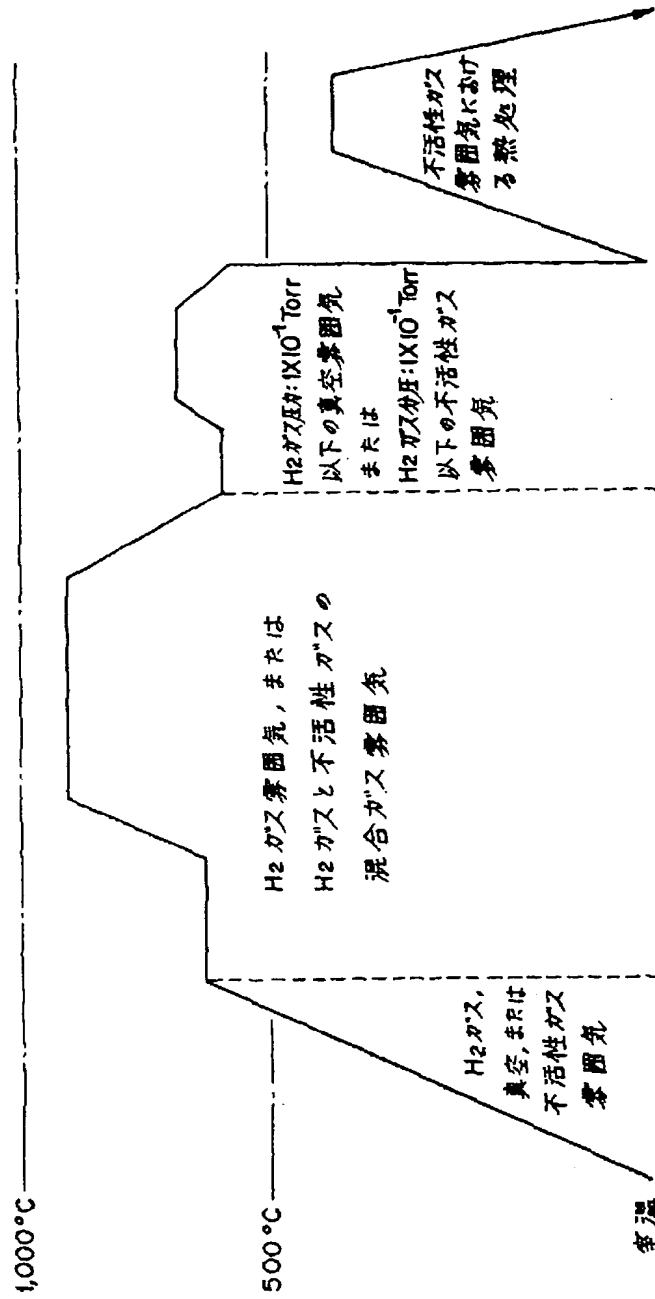 1,000°C
500°C
室温
H2ガス,
真空,または
不活性ガス
雰囲気
H2ガス雰囲気,または
H2ガスと不活性ガスの
混合ガス雰囲気
H2ガス圧力:1X10⁻¹Torr
以下の真空雰囲気
または
H2ガス分圧:1X10⁻¹Torr
以下の不活性ガス
雰囲気
不活性ガス
雰囲気におけ
る熱処理